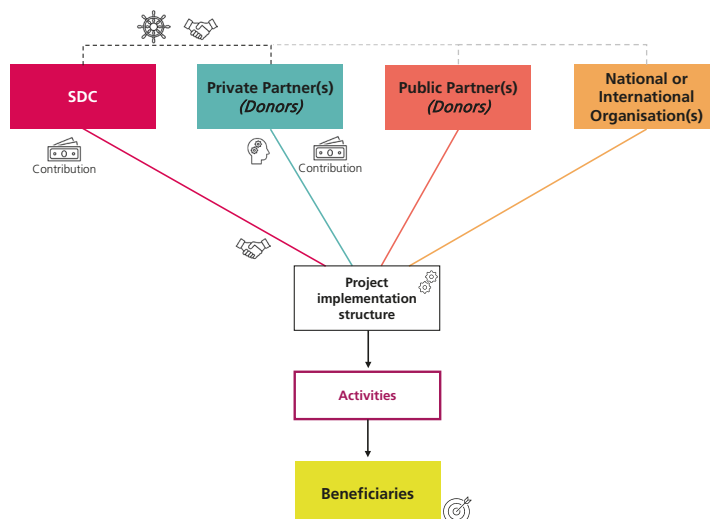 SDC
Private Partner(s)
(Donors)
Public Partner(s)
(Donors)
National or
International
Organisation(s)
Contribution
Contribution
Project
implementation
structure
Activities
Beneficiaries